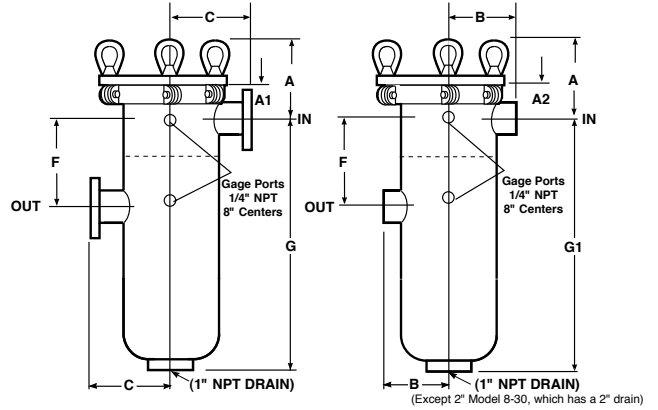 C
B
A
A
A1
A2
IN
IN
F
F
Gage Ports
1/4" NPT
8" Centers
Gage Ports
1/4" NPT
8" Centers
OUT
OUT
G
G1
C
(1" NPT DRAIN)
B
(1" NPT DRAIN)
(Except 2" Model 8-30, which has a 2" drain)